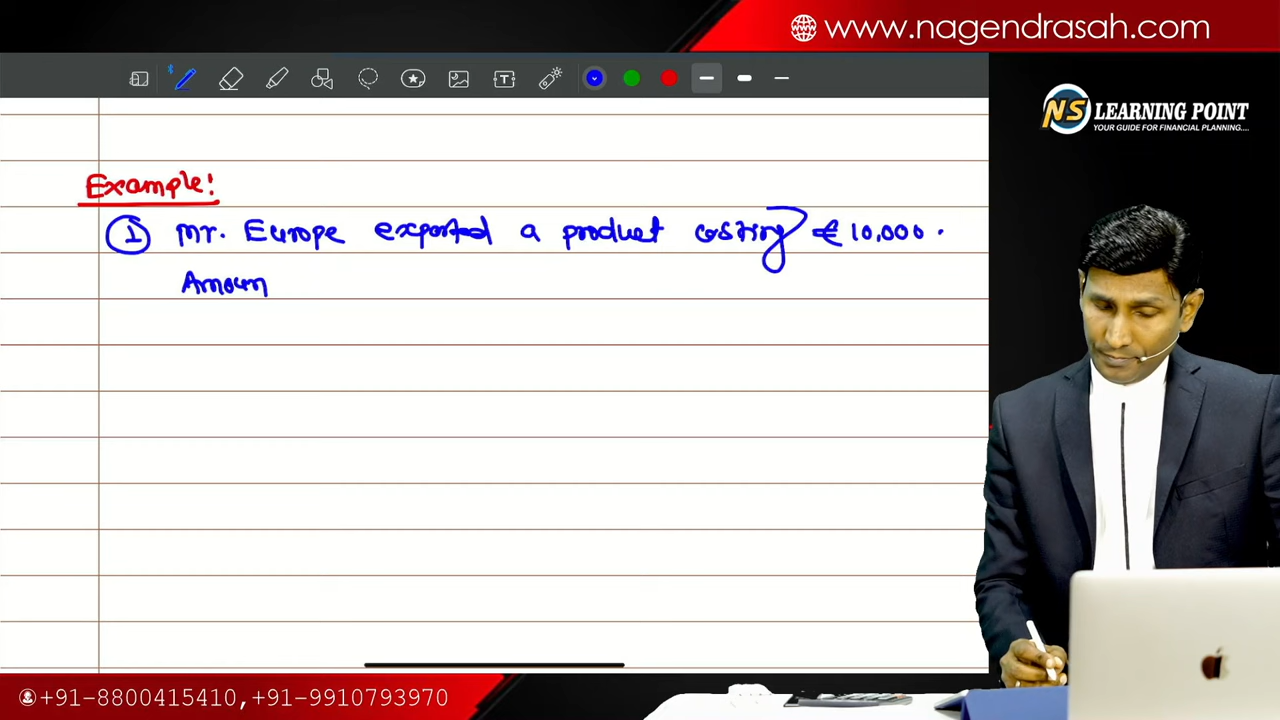 www.nagendrasah.com
NS LEARNING POINT
YOUR GUIDE FOR FINANCIAL PLANNING....
Example:
① Mr. Europe exported a product costing € 10,000.
Amoun
+91-8800415410,+91-9910793970